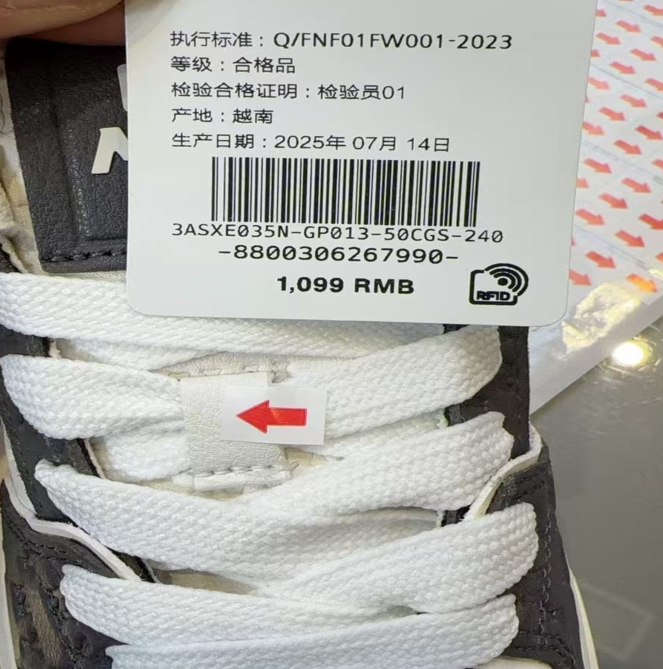 执行标准：Q/FNF01FW001-2023
等级：合格品
检验合格证明：检验员01
产地：越南
生产日期：2025年 07月 14日
3ASXE035N-GP013-50CGS-240
-8800306267990-
1,099 RMB
RFID